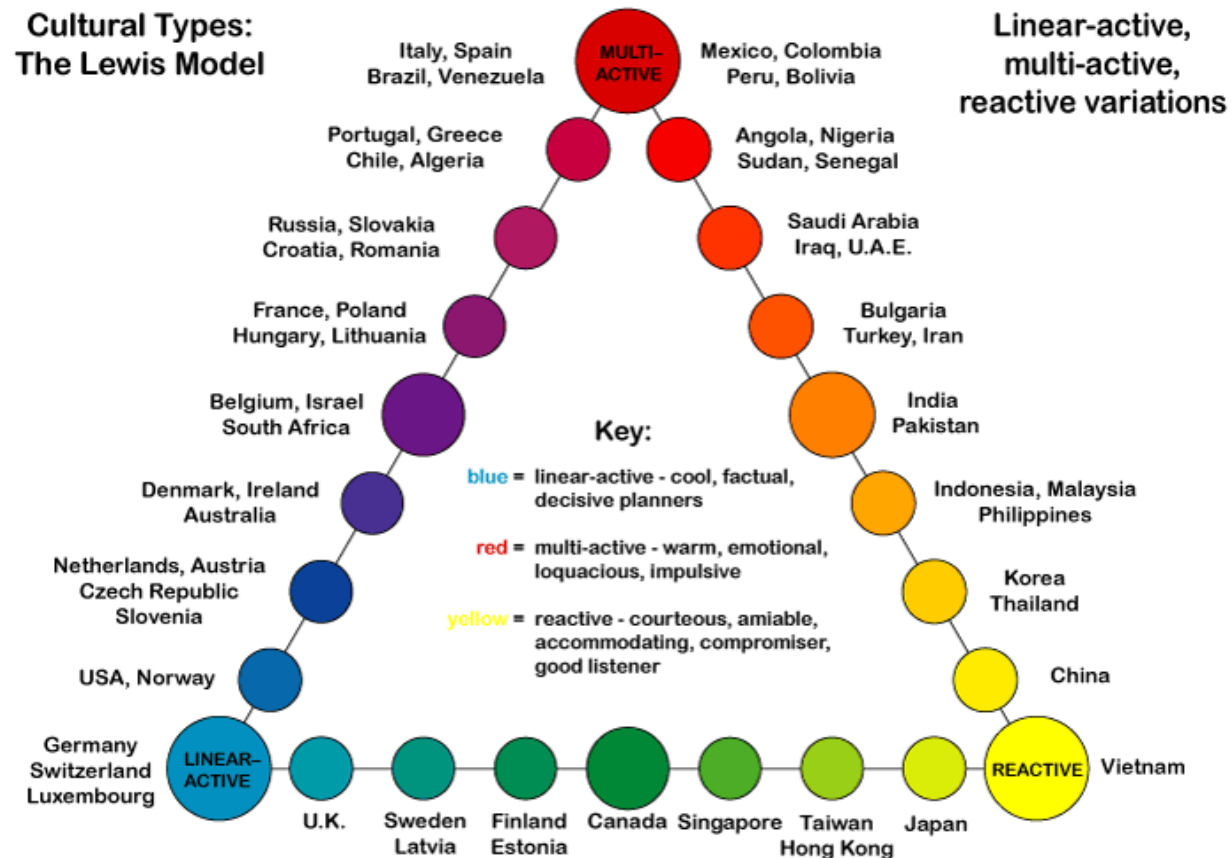 Cultural Types:
The Lewis Model
Linear-active,
multi-active,
reactive variations
MULTI–
ACTIVE
Italy, Spain
Brazil, Venezuela
Mexico, Colombia
Peru, Bolivia
Portugal, Greece
Chile, Algeria
Angola, Nigeria
Sudan, Senegal
Russia, Slovakia
Croatia, Romania
Saudi Arabia
Iraq, U.A.E.
France, Poland
Hungary, Lithuania
Bulgaria
Turkey, Iran
Belgium, Israel
South Africa
India
Pakistan
Key:
blue = linear-active - cool, factual,
decisive planners
red = multi-active - warm, emotional,
loquacious, impulsive
yellow = reactive - courteous, amiable,
accommodating, compromiser,
good listener
Denmark, Ireland
Australia
Indonesia, Malaysia
Philippines
Netherlands, Austria
Czech Republic
Slovenia
Korea
Thailand
USA, Norway
China
Germany
Switzerland
Luxembourg
LINEAR–
ACTIVE
REACTIVE
Vietnam
U.K.
Sweden
Latvia
Finland
Estonia
Canada
Singapore
Taiwan
Hong Kong
Japan